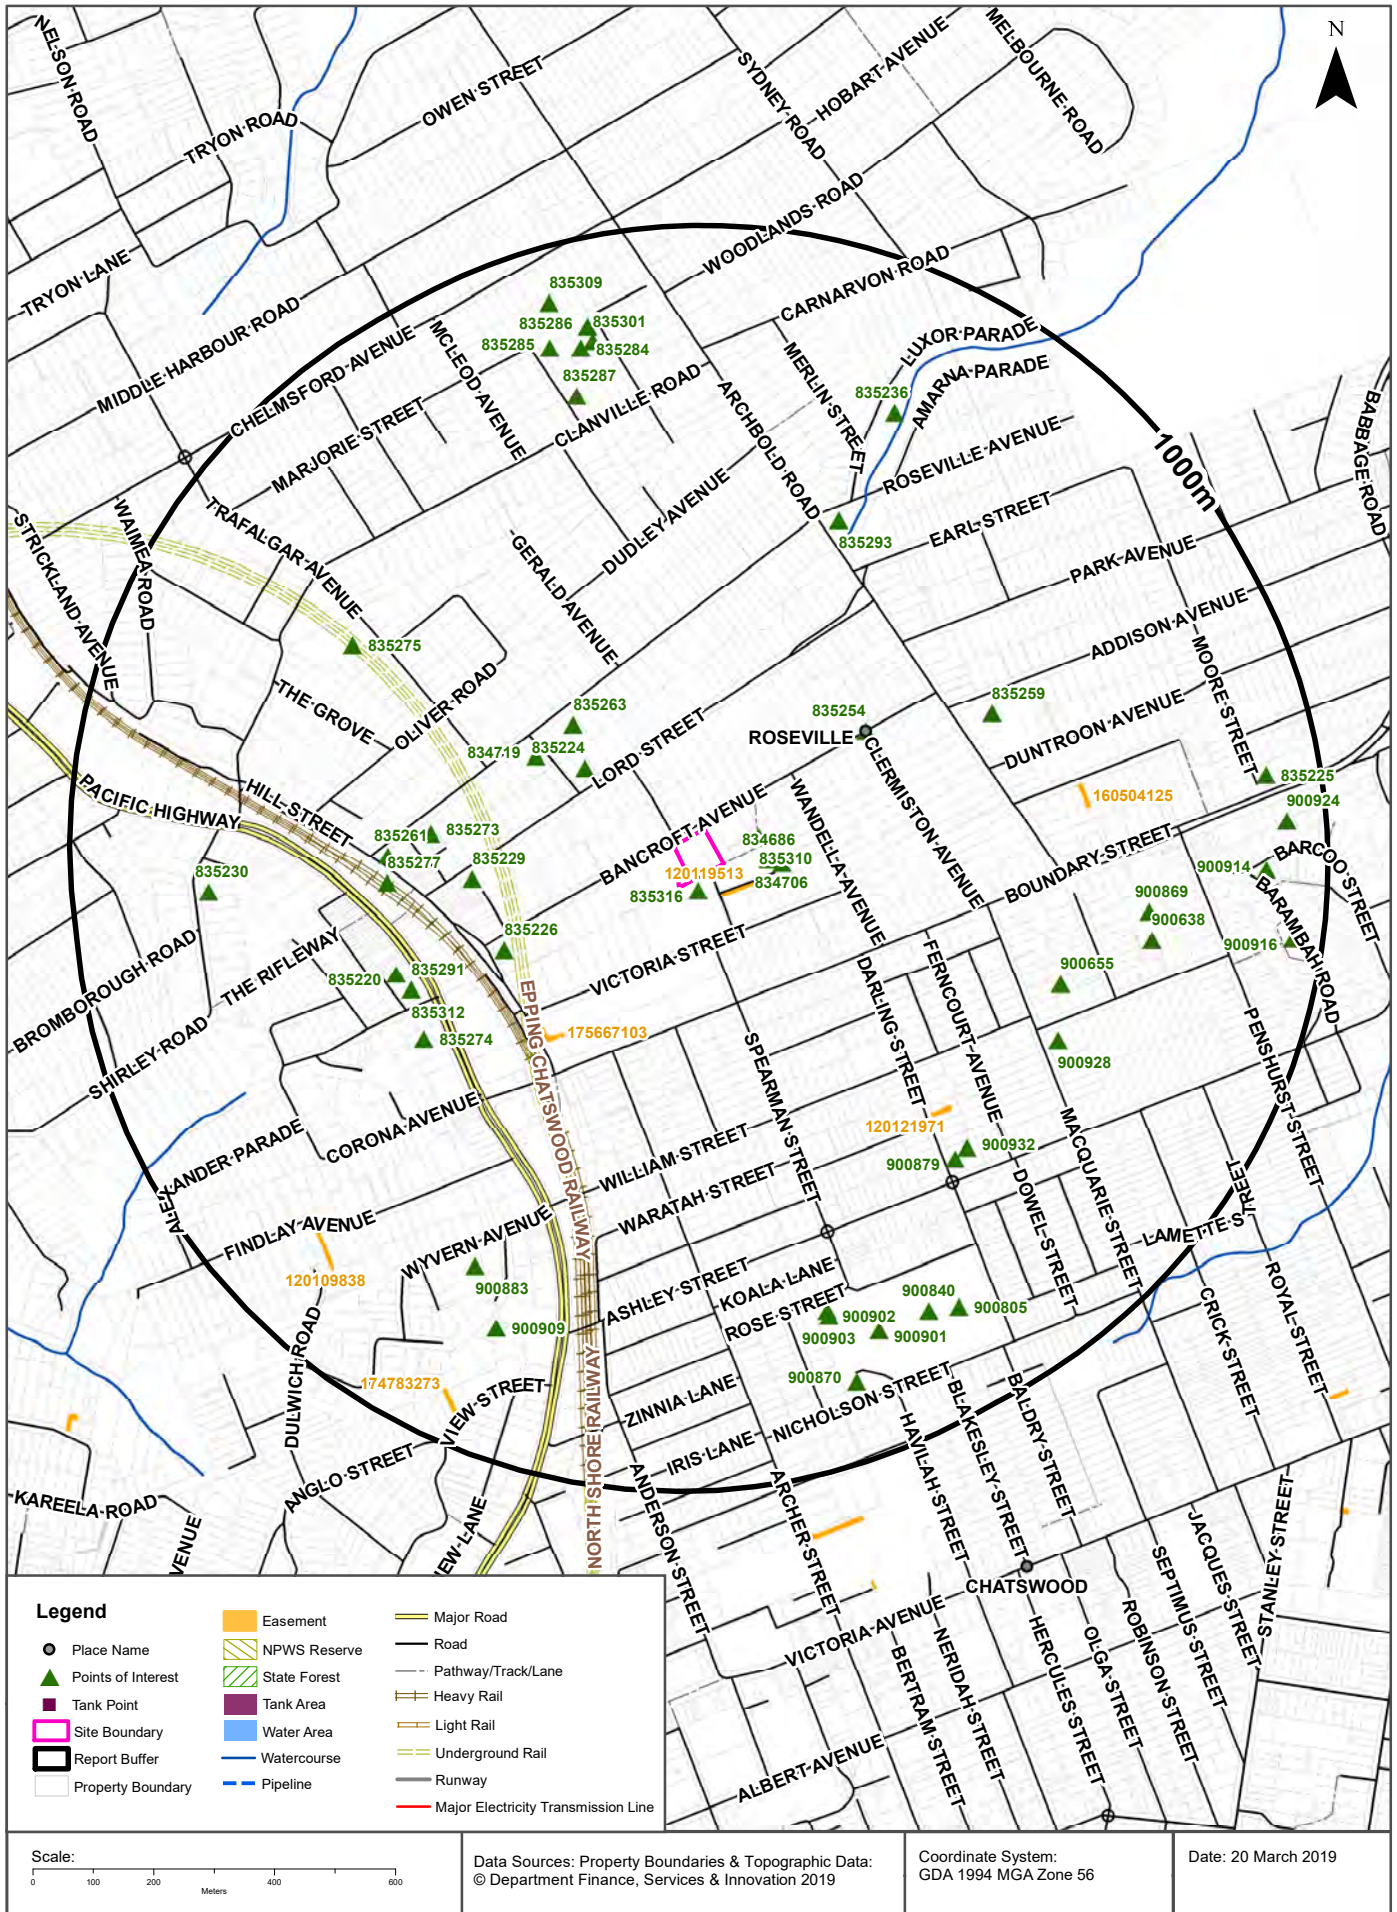 N
NELSON ROAD
OWEN STREET
SYDNEY ROAD
HOBART AVENUE
MELBOURNE ROAD
TRYON ROAD
WOODLANDS ROAD
TRYON LANE
CARNARVON ROAD
835309
835286
835301
835285
835284
MIDDLE HARBOUR ROAD
CHELMSFORD AVENUE
MCLEOD AVENUE
MERLIN STREET
LUXOR PARADE
835287
835236
AMARNA PARADE
MARJORIE STREET
CLANVILLE ROAD
ARCHBOLD ROAD
BABBAGE ROAD
ROSEVILLE AVENUE
1000m
STRICKLAND AVENUE
WAIMEA ROAD
TRAFALGAR AVENUE
DUDLEY AVENUE
GERALD AVENUE
EARL STREET
835293
PARK AVENUE
835275
ADDISON AVENUE
MOORE STREET
THE GROVE
OLIVER ROAD
835263
835254
835259
LORD STREET
ROSEVILLE
DUNTROON AVENUE
834719
835224
CLERMISTON AVENUE
PACIFIC HIGHWAY
HILL STREET
WANDELLA AVENUE
160504125
835225
900924
BANCROFT AVENUE
835261
835273
834686
BOUNDARY STREET
BARCOO STREET
835277
835229
835310
835230
120119513
834706
900914
835316
900869
BARAMBAH ROAD
900638
835226
900916
BROMBOROUGH ROAD
THE RIFLEWAY
VICTORIA STREET
DARLING STREET
FERNCOURT AVENUE
835291
835220
900655
835312
835274
175667103
EPPING CHATSWOOD RAILWAY
SPEARMAN STREET
PENSHURST STREET
SHIRLEY ROAD
900928
CORONA AVENUE
120121971
MACQUARIE STREET
ALEXANDER PARADE
WILLIAM STREET
900932
900879
DOWEL STREET
WARATAH STREET
FINDLAY AVENUE
WYVERN AVENUE
LAMETTE STREET
120109838
900883
ASHLEY STREET
KOALA LANE
ROYAL STREET
ROSE STREET
900840
900805
900902
900903
900901
CRICK STREET
900909
DULWICH ROAD
900870
174783273
VIEW STREET
NORTH SHORE RAILWAY
ZINNIA LANE
NICHOLSON STREET
BLAKESLEY STREET
BALDRY STREET
HAVILAH STREET
IRIS LANE
ANGLO STREET
KAREELA ROAD
VENUE
IEW LANE
ANDERSON STREET
ARCHER STREET
STANLEY STREET
JACQUES STREET
SEPTIMUS STREET
CHATSWOOD
VICTORIA AVENUE
ROBINSON STREET
OLGA STREET
HERCULES STREET
NERIDAH STREET
BERTRAM STREET
ALBERT AVENUE
Legend
Place Name
Points of Interest
Tank Point
Site Boundary
Report Buffer
Property Boundary
Easement
NPWS Reserve
State Forest
Tank Area
Water Area
Watercourse
Pipeline
Major Road
Road
Pathway/Track/Lane
Heavy Rail
Light Rail
Underground Rail
Runway
Major Electricity Transmission Line
Scale:
0 100 200 400 600
Meters
Data Sources: Property Boundaries & Topographic Data:
© Department Finance, Services & Innovation 2019
Coordinate System:
GDA 1994 MGA Zone 56
Date: 20 March 2019